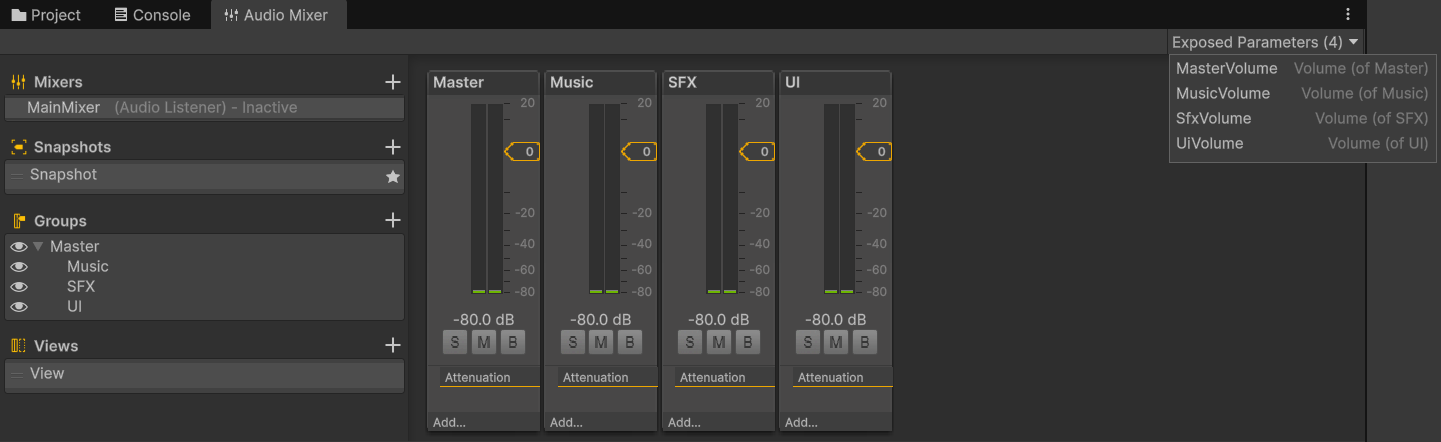 Project Console Audio Mixer
Exposed Parameters (4)
MasterVolume Volume (of Master)
MusicVolume Volume (of Music)
SfxVolume Volume (of SFX)
UiVolume Volume (of UI)
Mixers
MainMixer (Audio Listener) - Inactive
Snapshots
Snapshot
Groups
Master
Music
SFX
UI
Views
View
Master
20
0
-20
-40
-60
-80
-80.0 dB
S M B
Attenuation
Add...
Music
20
0
-20
-40
-60
-80
-80.0 dB
S M B
Attenuation
Add...
SFX
20
0
-20
-40
-60
-80
-80.0 dB
S M B
Attenuation
Add...
UI
20
0
-20
-40
-60
-80
-80.0 dB
S M B
Attenuation
Add...